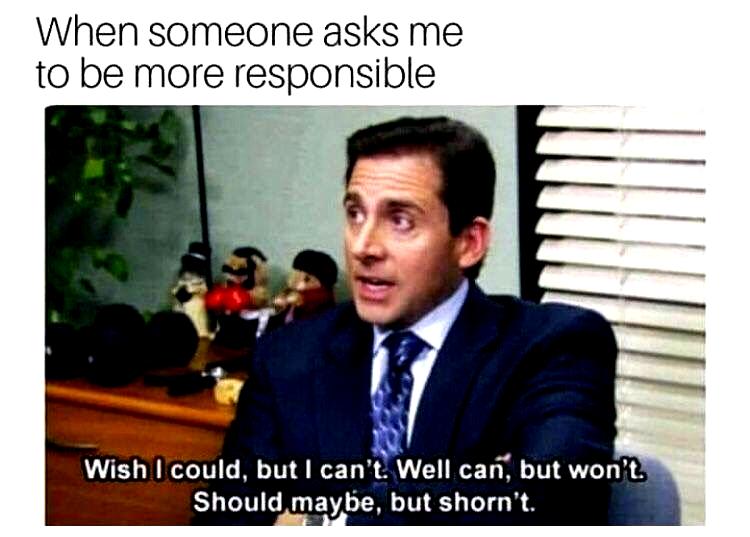 When someone asks me
to be more responsible
Wish I could, but I can't. Well can, but won't.
Should maybe, but shorn't.